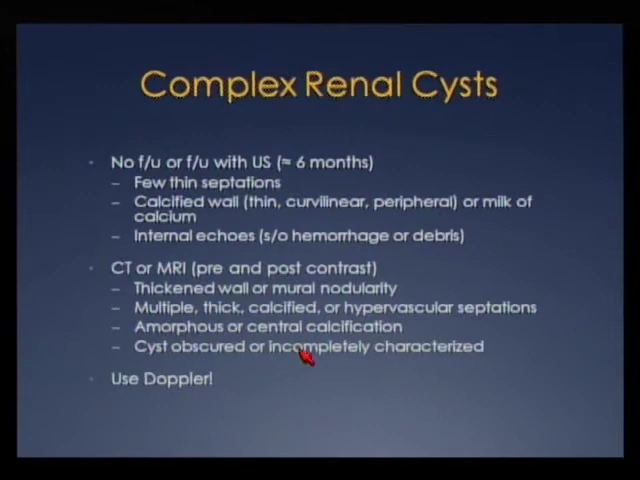 Complex Renal Cysts
• No f/u or f/u with US (≈ 6 months)
– Few thin septations
– Calcified wall (thin, curvilinear, peripheral) or milk of
calcium
– Internal echoes (s/o hemorrhage or debris)
• CT or MRI (pre and post contrast)
– Thickened wall or mural nodularity
– Multiple, thick, calcified, or hypervascular septations
– Amorphous or central calcification
– Cyst obscured or incompletely characterized
• Use Doppler!